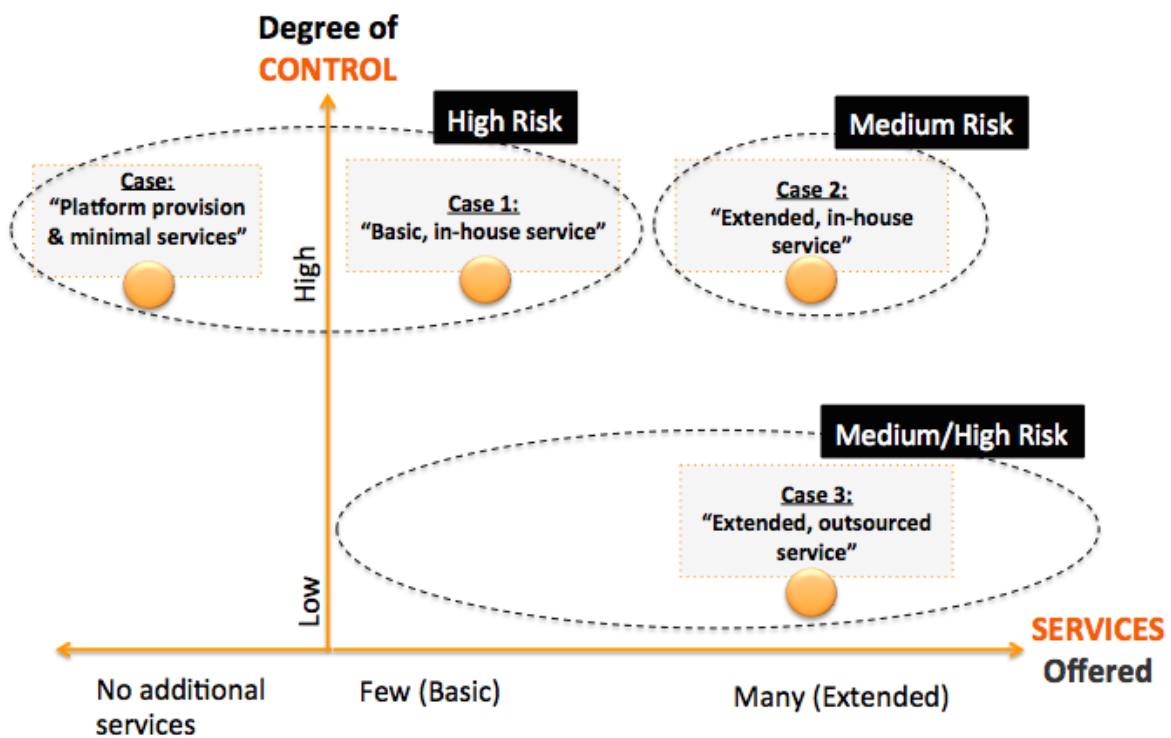 Degree of
CONTROL
High Risk
Medium Risk
Case:
“Platform provision
& minimal services”
Case 1:
“Basic, in-house service”
Case 2:
“Extended, in-house
service”
High
Medium/High Risk
Case 3:
“Extended, outsourced
service”
Low
SERVICES
Offered
No additional
services
Few (Basic)
Many (Extended)